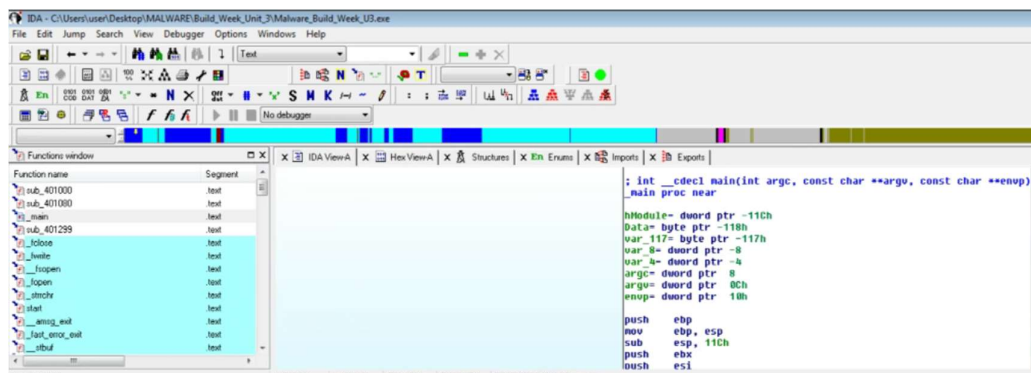 IDA - C:\Users\user\Desktop\MALWARE\Build_Week_Unit_3\Malware_Build_Week_U3.exe
File Edit Jump Search View Debugger Options Windows Help
Text
No debugger
Functions window
IDA View-A Hex View-A Structures En Enums Imports Exports
Function name Segment
sub_401000 .text
sub_401080 .text
_main .text
sub_401299 .text
_fclose .text
_fwrite .text
__fsopen .text
_fopen .text
_strrchr .text
start .text
__amsg_exit .text
_fast_error_exit .text
__stbuf .text
; int __cdecl main(int argc, const char **argv, const char **envp)
_main proc near
hModule= dword ptr -11Ch
Data= byte ptr -118h
var_117= byte ptr -117h
var_8= dword ptr -8
var_4= dword ptr -4
argc= dword ptr 8
argv= dword ptr 0Ch
envp= dword ptr 10h
push ebp
mov ebp, esp
sub esp, 11Ch
push ebx
push esi